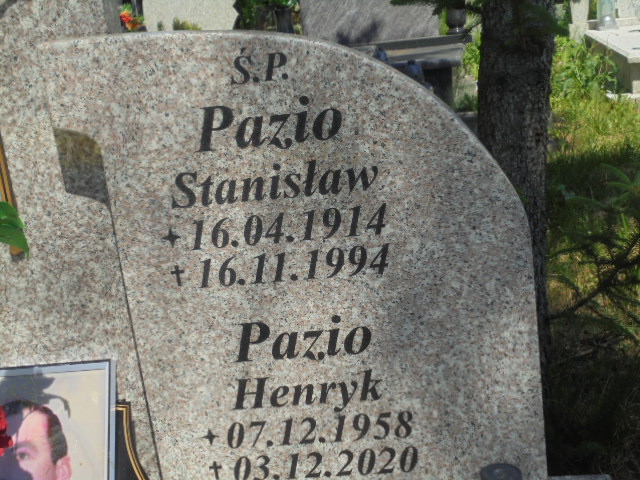 Ś.P.
Pazio
Stanisław
+16.04.1914
†16.11.1994
Pazio
Henryk
+07.12.1958
†03.12.2020